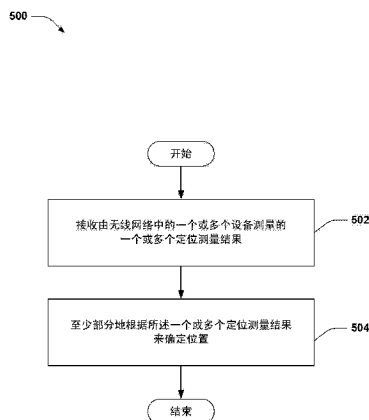 500
开始
接收由无线网络中的一个或多个设备测量的
一个或多个定位测量结果
502
至少部分地根据所述一个或多个定位测量结果
来确定位置
504
结束